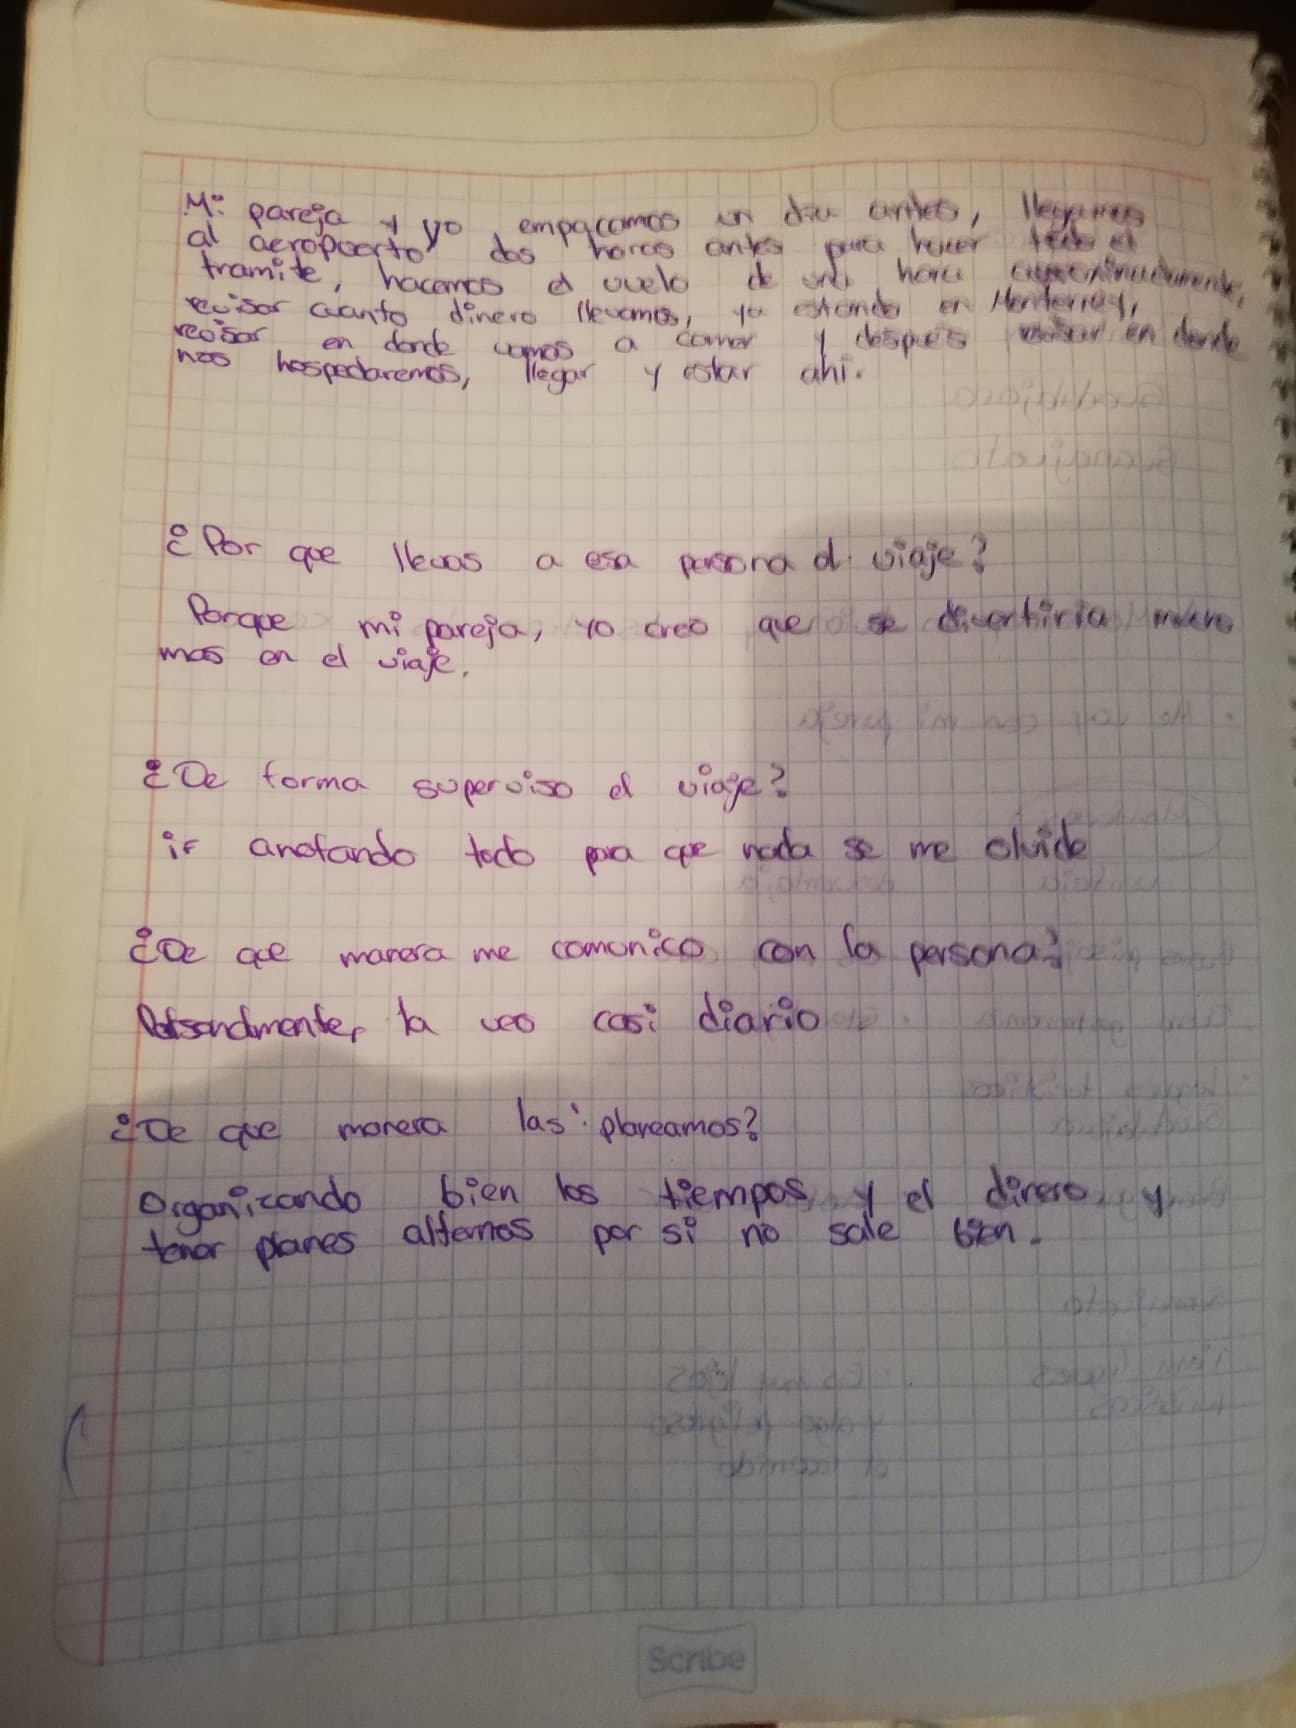 Mi pareja y yo empacamos un dia antes, llegamos
al aeropuerto dos horas antes para hacer todo el
tramite, hacemos el vuelo de una hora aproximadamente,
revisar cuanto dinero llevamos, ya estando en Monterrey,
revisar en donde vamos a comer y despues revisar en donde
nos hospedaremos, llegar y estar ahi.
¿Por que llevas a esa persona al viaje?
Porque mi pareja, yo creo que se divertiria mucho
mas en el viaje.
¿De forma superviso el viaje?
ir anotando todo para que nada se me olvide
¿De que manera me comunico con la persona?
Personalmente, la veo casi diario
¿De que manera las planeamos?
Organizando bien los tiempos y el dinero y
tener planes alternos por si no sale bien.
Scribe